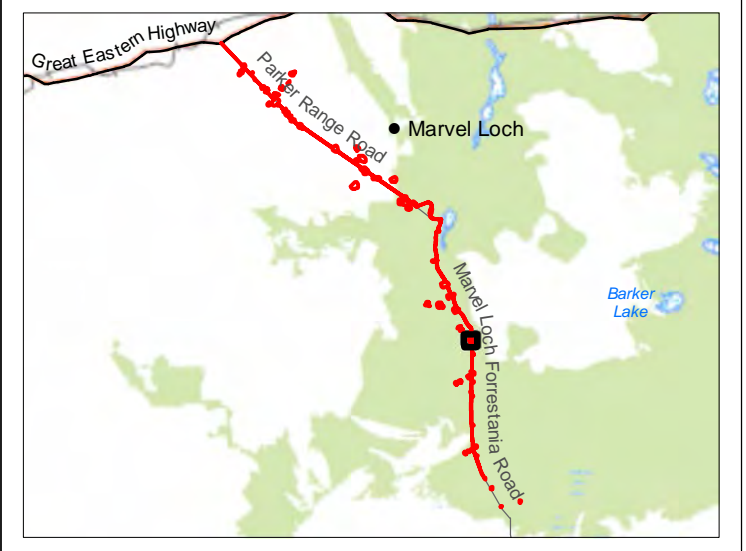 Great Eastern Highway
Parker Range Road
Marvel Loch
Marvel Loch Forrestania Road
Barker
Lake